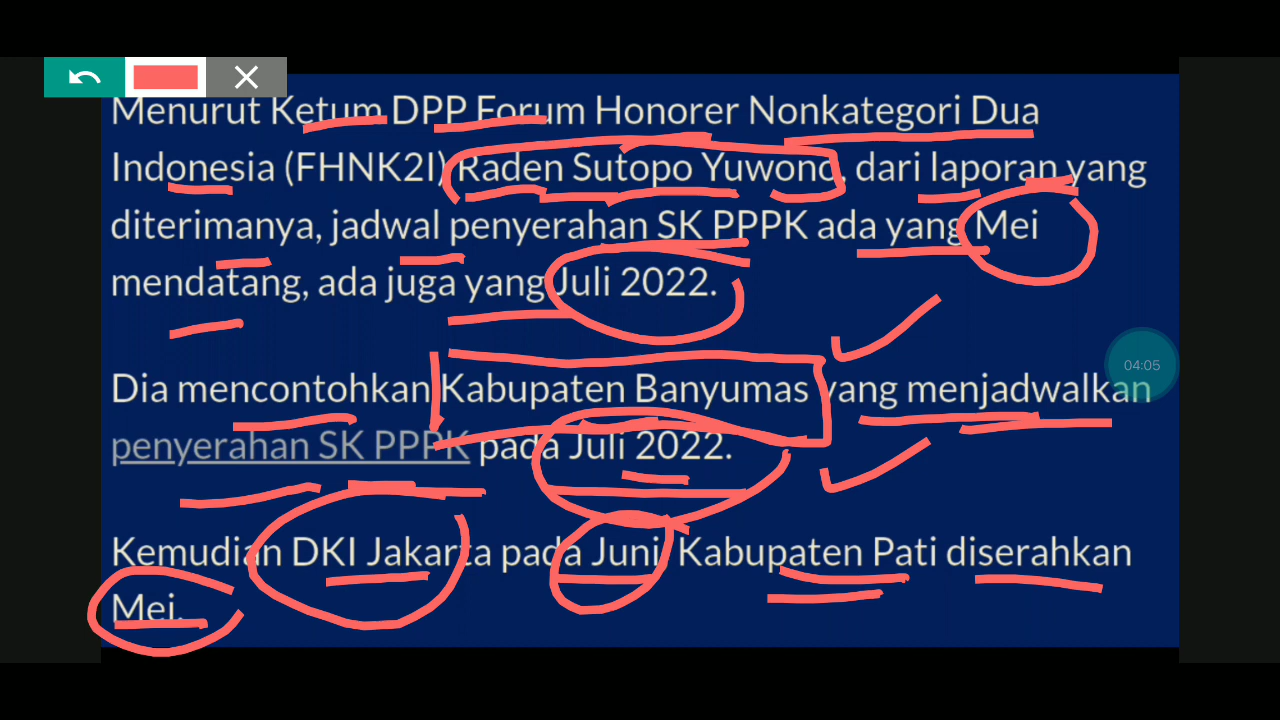 Menurut Ketum DPP Forum Honorer Nonkategori Dua
Indonesia (FHNK2I) Raden Sutopo Yuwono, dari laporan yang
diterimanya, jadwal penyerahan SK PPPK ada yang Mei
mendatang, ada juga yang Juli 2022.
04:05
Dia mencontohkan Kabupaten Banyumas yang menjadwalkan
penyerahan SK PPPK pada Juli 2022.
Kemudian DKI Jakarta pada Juni, Kabupaten Pati diserahkan
Mei.